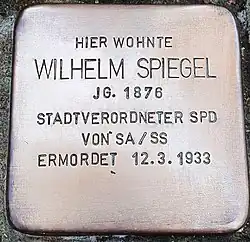 HIER WOHNTE
WILHELM SPIEGEL
JG. 1876
STADTVERORDNETER SPD
VON SA/SS
ERMORDET 12.3.1933